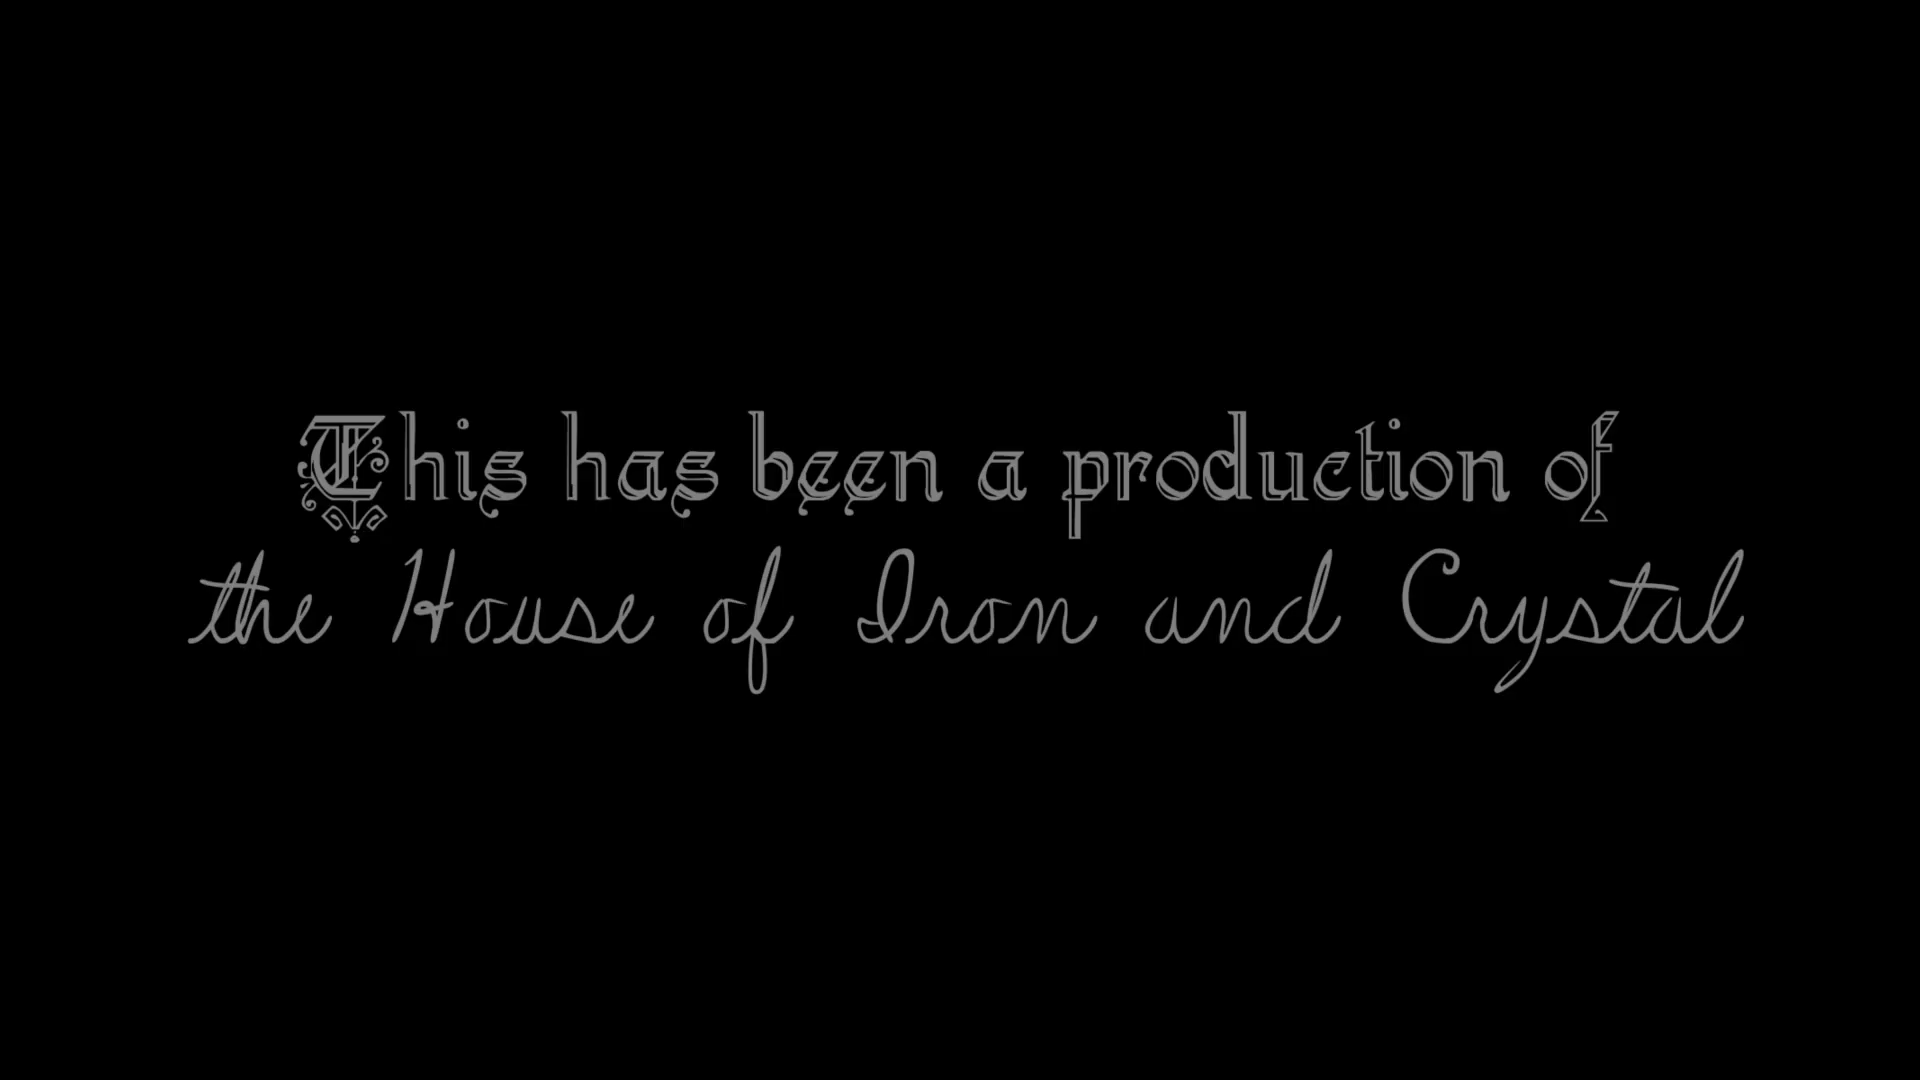 This has been a production of
the House of Iron and Crystal